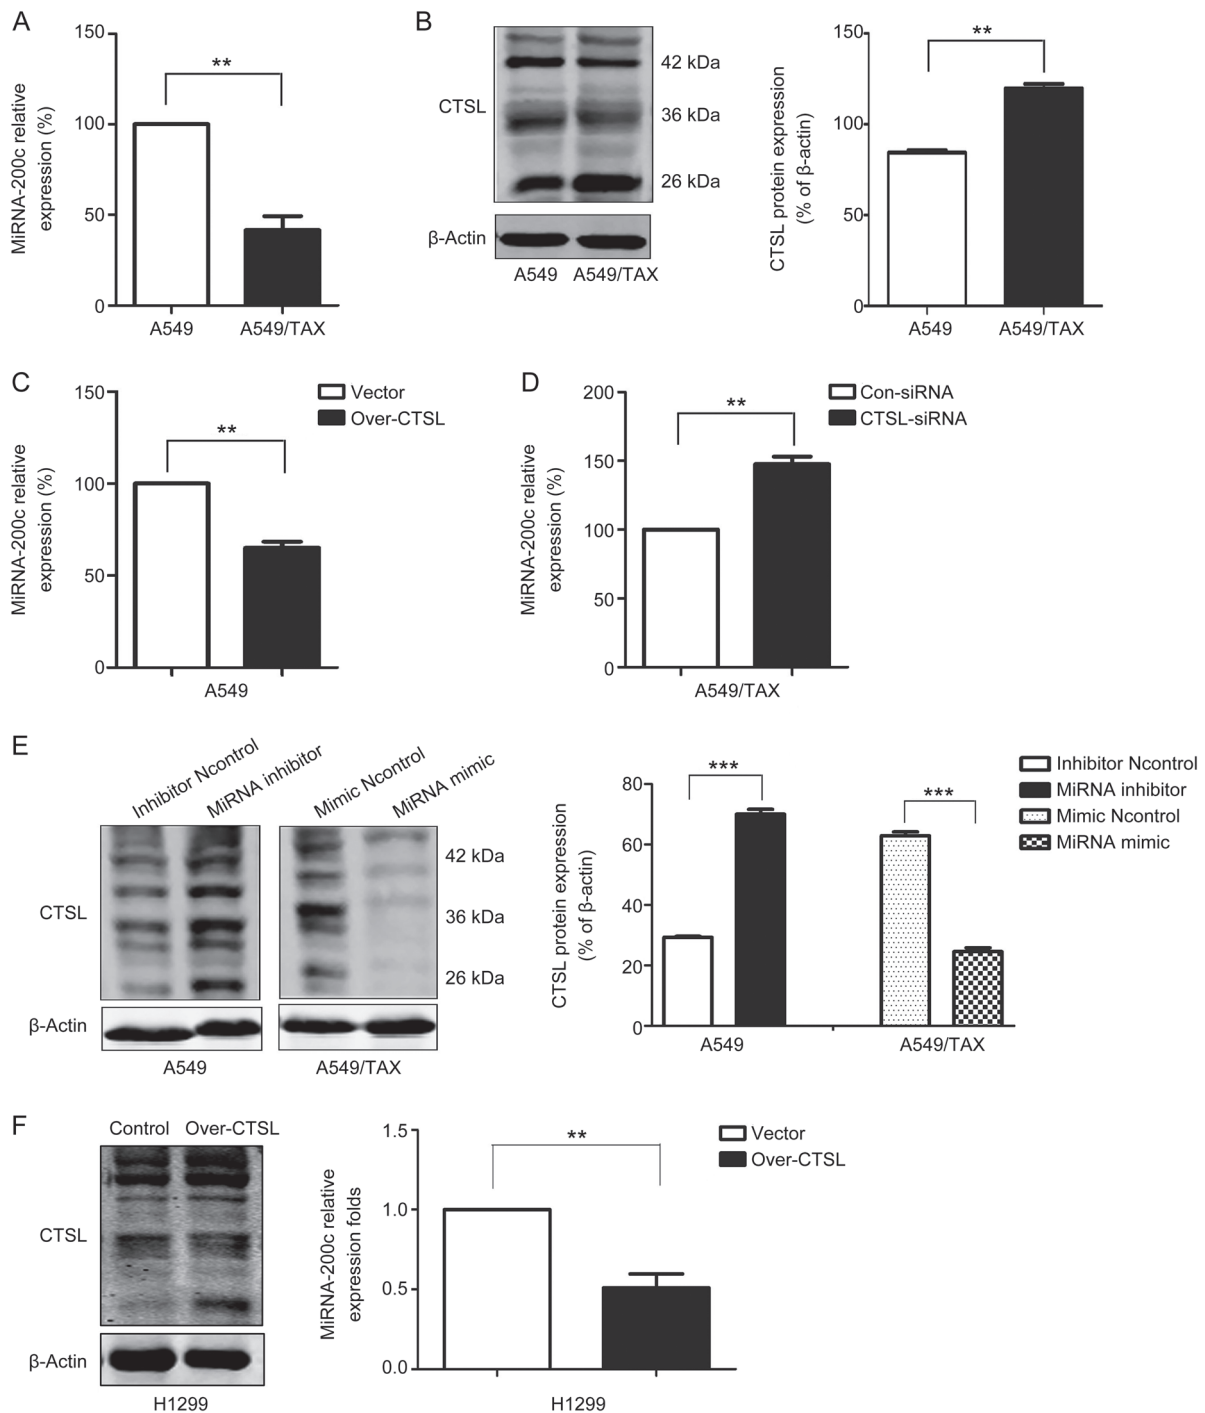 A
MiRNA-200c relative
expression (%)
150
100
50
0
**
A549
A549/TAX
B
CTSL
42 kDa
36 kDa
26 kDa
β-Actin
A549
A549/TAX
CTSL protein expression
(% of β-actin)
150
100
50
0
**
A549
A549/TAX
C
MiRNA-200c relative
expression (%)
150
100
50
0
**
Vector
Over-CTSL
A549
D
MiRNA-200c relative
expression (%)
200
150
100
50
0
**
Con-siRNA
CTSL-siRNA
A549/TAX
E
Inhibitor Ncontrol
MiRNA inhibitor
Mimic Ncontrol
MiRNA mimic
CTSL
42 kDa
36 kDa
26 kDa
β-Actin
A549
A549/TAX
CTSL protein expression
(% of β-actin)
80
60
40
20
0
***
***
A549
A549/TAX
Inhibitor Ncontrol
MiRNA inhibitor
Mimic Ncontrol
MiRNA mimic
F
Control
Over-CTSL
CTSL
β-Actin
H1299
MiRNA-200c relative
expression folds
1.5
1.0
0.5
0.0
**
Vector
Over-CTSL
H1299